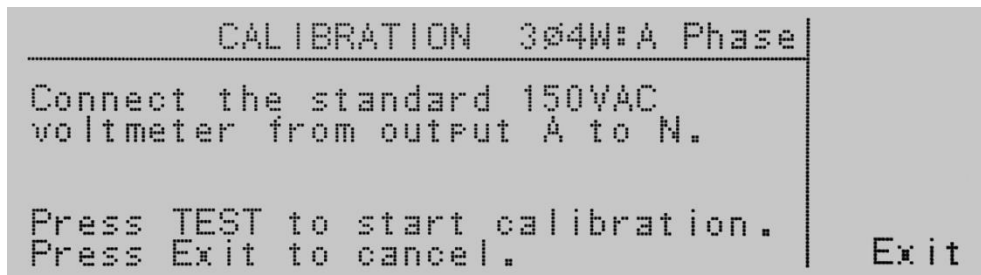 CALIBRATION 3ø4W:A Phase
Connect the standard 150VAC
voltmeter from output A to N.
Press TEST to start calibration.
Press Exit to cancel.
Exit